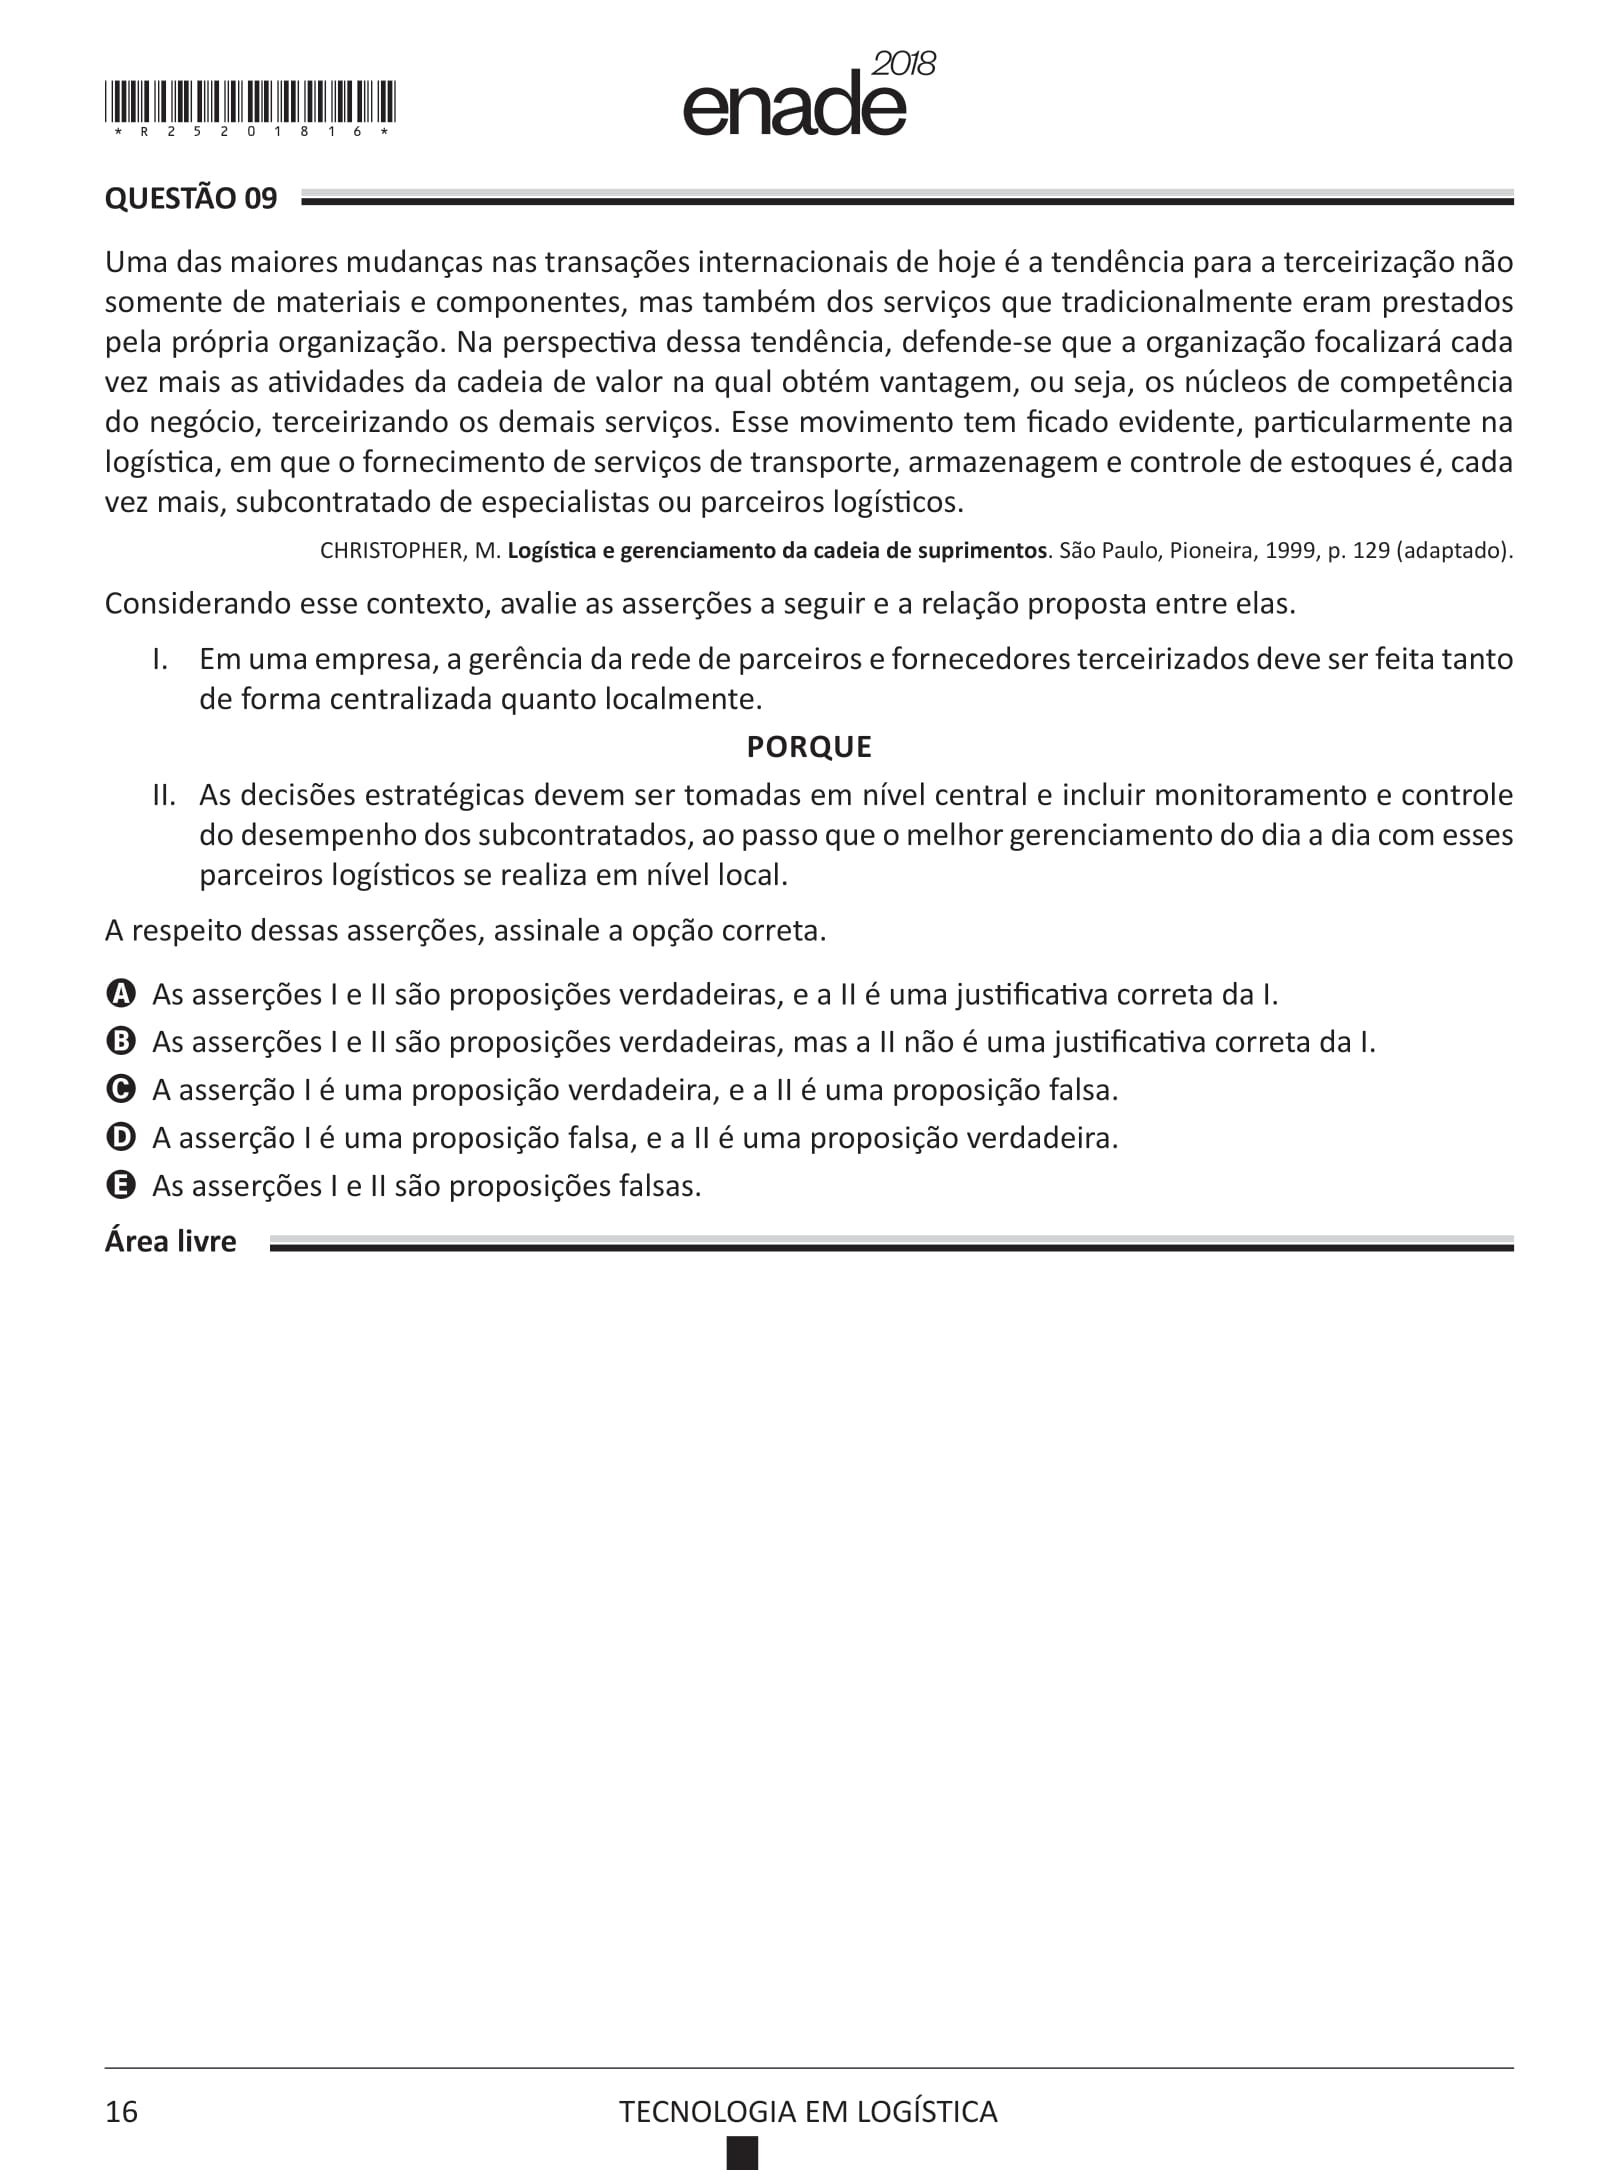 *R25201816*
enade 2018
QUESTÃO 09
Uma das maiores mudanças nas transações internacionais de hoje é a tendência para a terceirização não
somente de materiais e componentes, mas também dos serviços que tradicionalmente eram prestados
pela própria organização. Na perspectiva dessa tendência, defende-se que a organização focalizará cada
vez mais as atividades da cadeia de valor na qual obtém vantagem, ou seja, os núcleos de competência
do negócio, terceirizando os demais serviços. Esse movimento tem ficado evidente, particularmente na
logística, em que o fornecimento de serviços de transporte, armazenagem e controle de estoques é, cada
vez mais, subcontratado de especialistas ou parceiros logísticos.
CHRISTOPHER, M. Logística e gerenciamento da cadeia de suprimentos. São Paulo, Pioneira, 1999, p. 129 (adaptado).
Considerando esse contexto, avalie as asserções a seguir e a relação proposta entre elas.
I. Em uma empresa, a gerência da rede de parceiros e fornecedores terceirizados deve ser feita tanto
de forma centralizada quanto localmente.
PORQUE
II. As decisões estratégicas devem ser tomadas em nível central e incluir monitoramento e controle
do desempenho dos subcontratados, ao passo que o melhor gerenciamento do dia a dia com esses
parceiros logísticos se realiza em nível local.
A respeito dessas asserções, assinale a opção correta.
A As asserções I e II são proposições verdadeiras, e a II é uma justificativa correta da I.
B As asserções I e II são proposições verdadeiras, mas a II não é uma justificativa correta da I.
C A asserção I é uma proposição verdadeira, e a II é uma proposição falsa.
D A asserção I é uma proposição falsa, e a II é uma proposição verdadeira.
E As asserções I e II são proposições falsas.
Área livre
16
TECNOLOGIA EM LOGÍSTICA